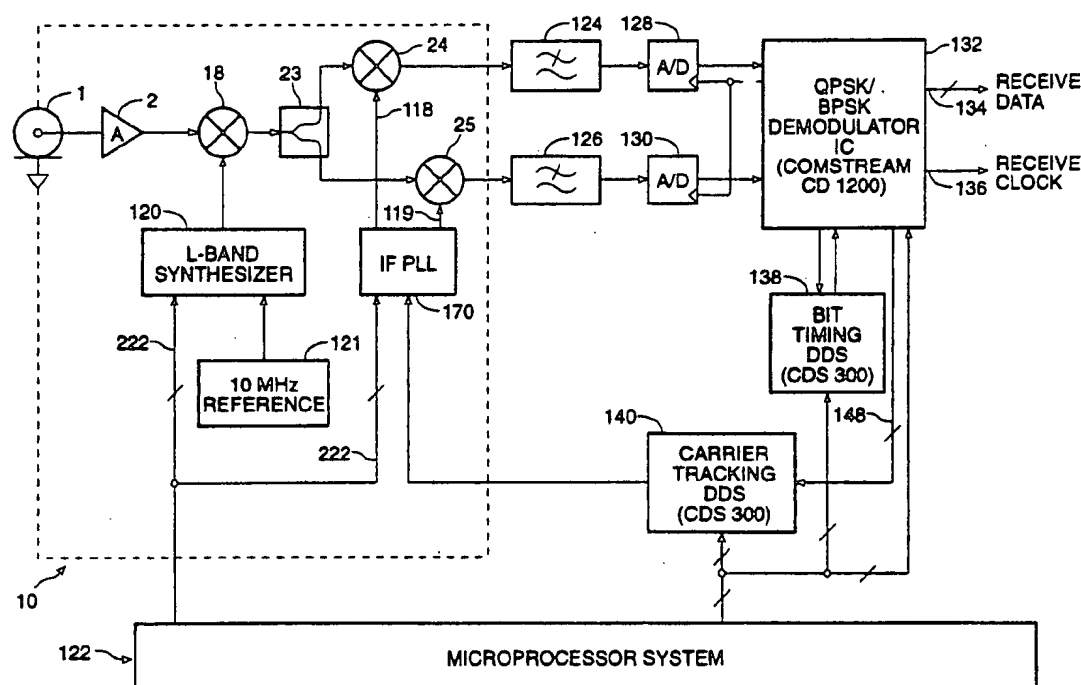 124
128
24
132
23
18
1
2
A
118
25
A/D
QPSK/
BPSK
DEMODULATOR
IC
(COMSTREAM
CD 1200)
134
RECEIVE
DATA
126
130
A/D
136
RECEIVE
CLOCK
120
119
L-BAND
SYNTHESIZER
IF PLL
170
138
BIT
TIMING
DDS
(CDS 300)
222
121
10 MHz
REFERENCE
222
140
148
CARRIER
TRACKING
DDS
(CDS 300)
10
122
MICROPROCESSOR SYSTEM